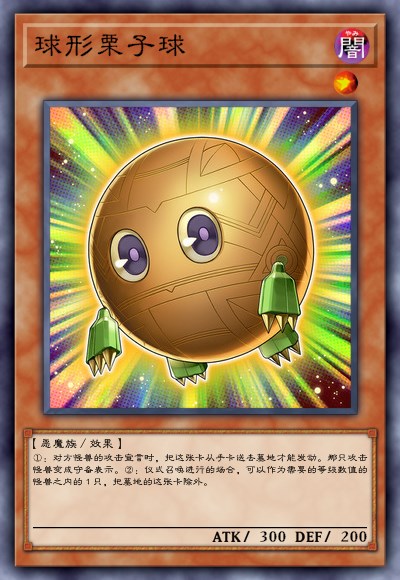 球形栗子球
やみ
闇
【恶魔族／效果】
①：对方怪兽的攻击宣言时，把这张卡从手卡送去墓地才能发动。那只攻击
怪兽变成守备表示。②：仪式召唤进行的场合，可以作为需要的等级数值的
怪兽之内的1只，把墓地的这张卡除外。
ATK/ 300 DEF/ 200